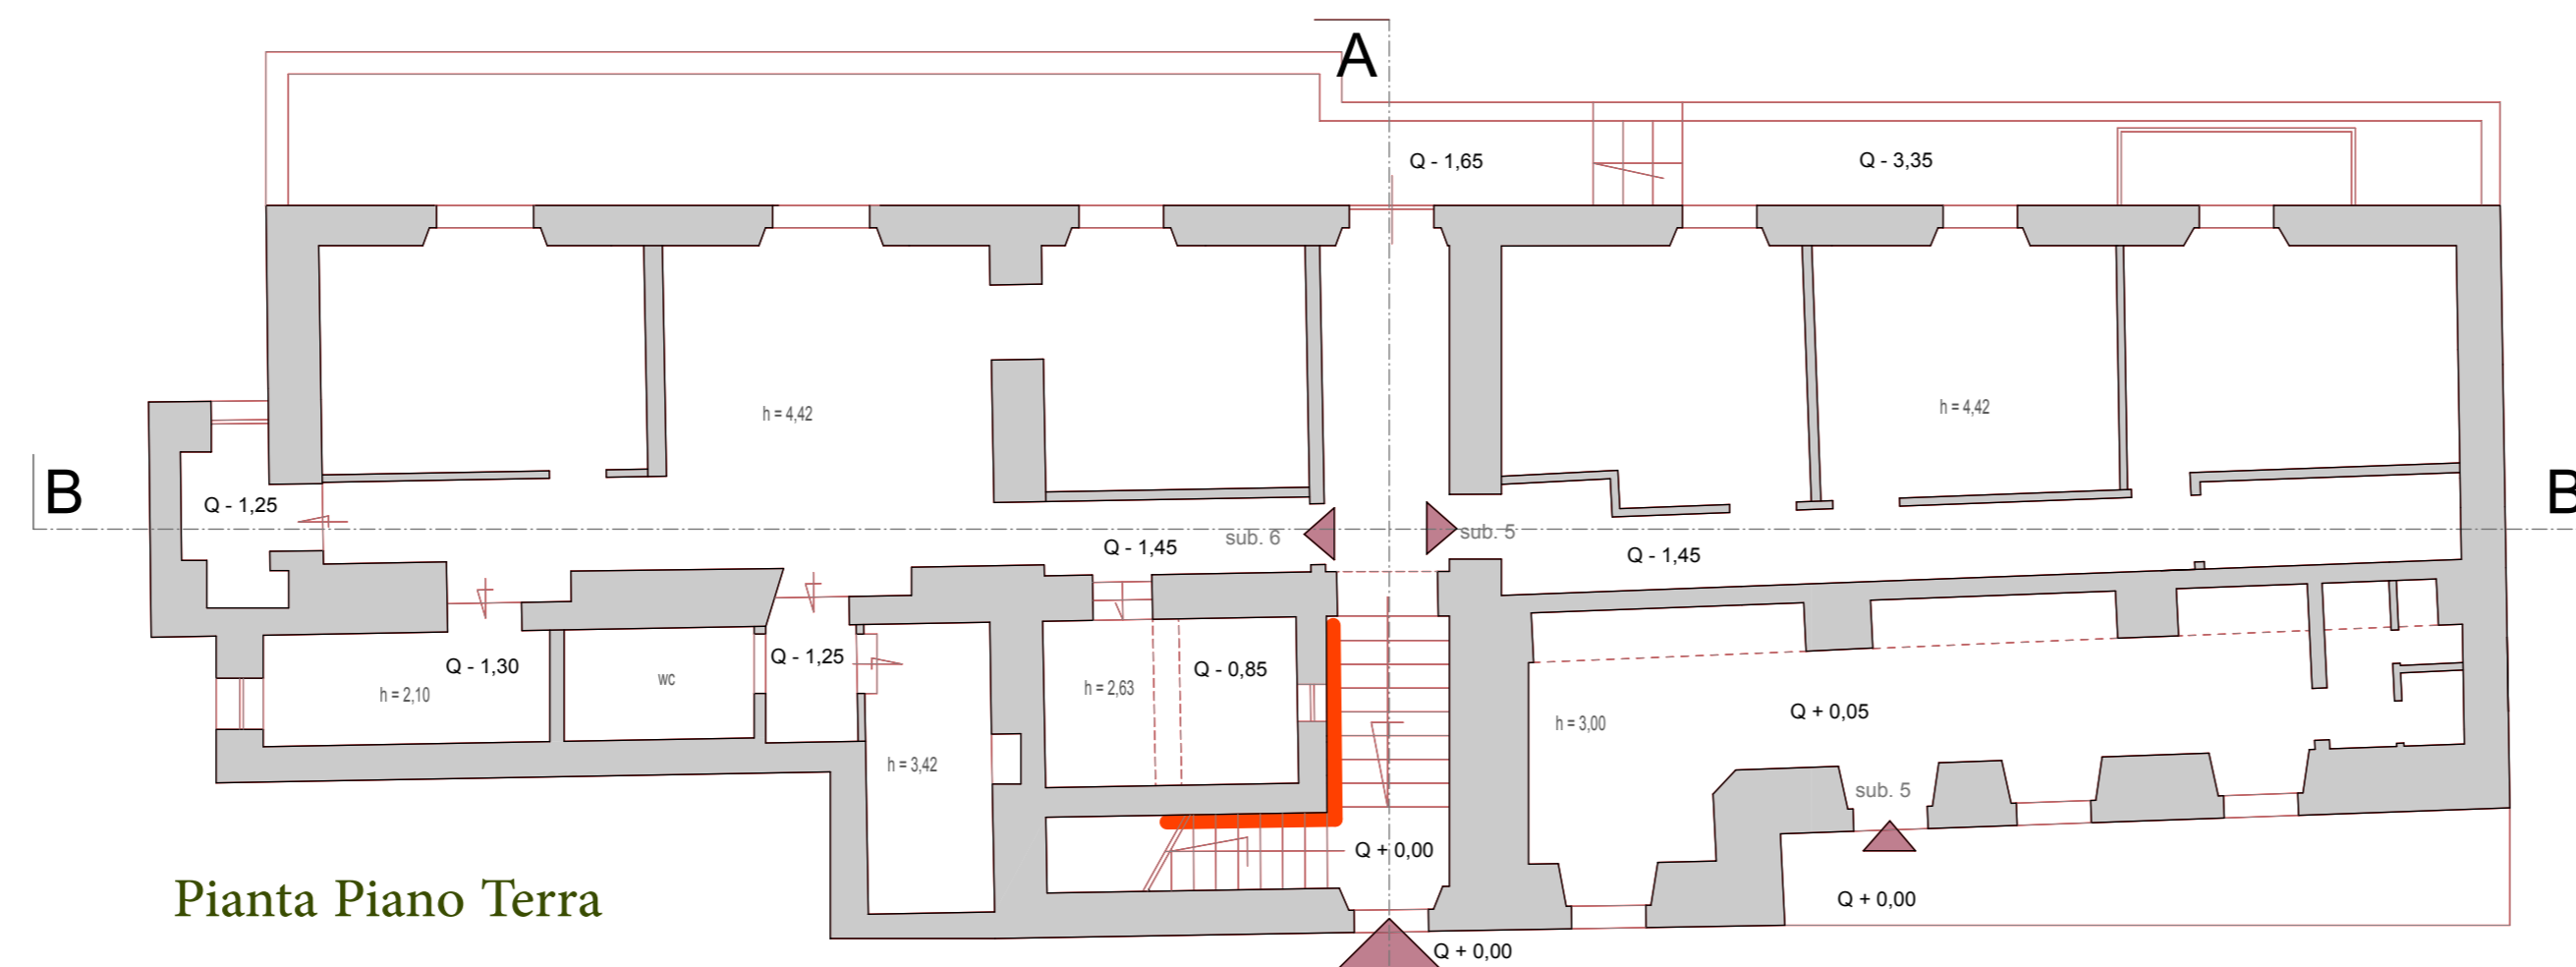 A
Q - 1,65
Q - 3,35
h = 4,42
h = 4,42
B
B
Q - 1,25
sub. 6
sub. 5
Q - 1,45
Q - 1,45
Q - 1,30
Q - 1,25
wc
h = 2,10
Q - 0,85
h = 2,63
Q + 0,05
h = 3,00
h = 3,42
sub. 5
Q + 0,00
Pianta Piano Terra
Q + 0,00
Q + 0,00